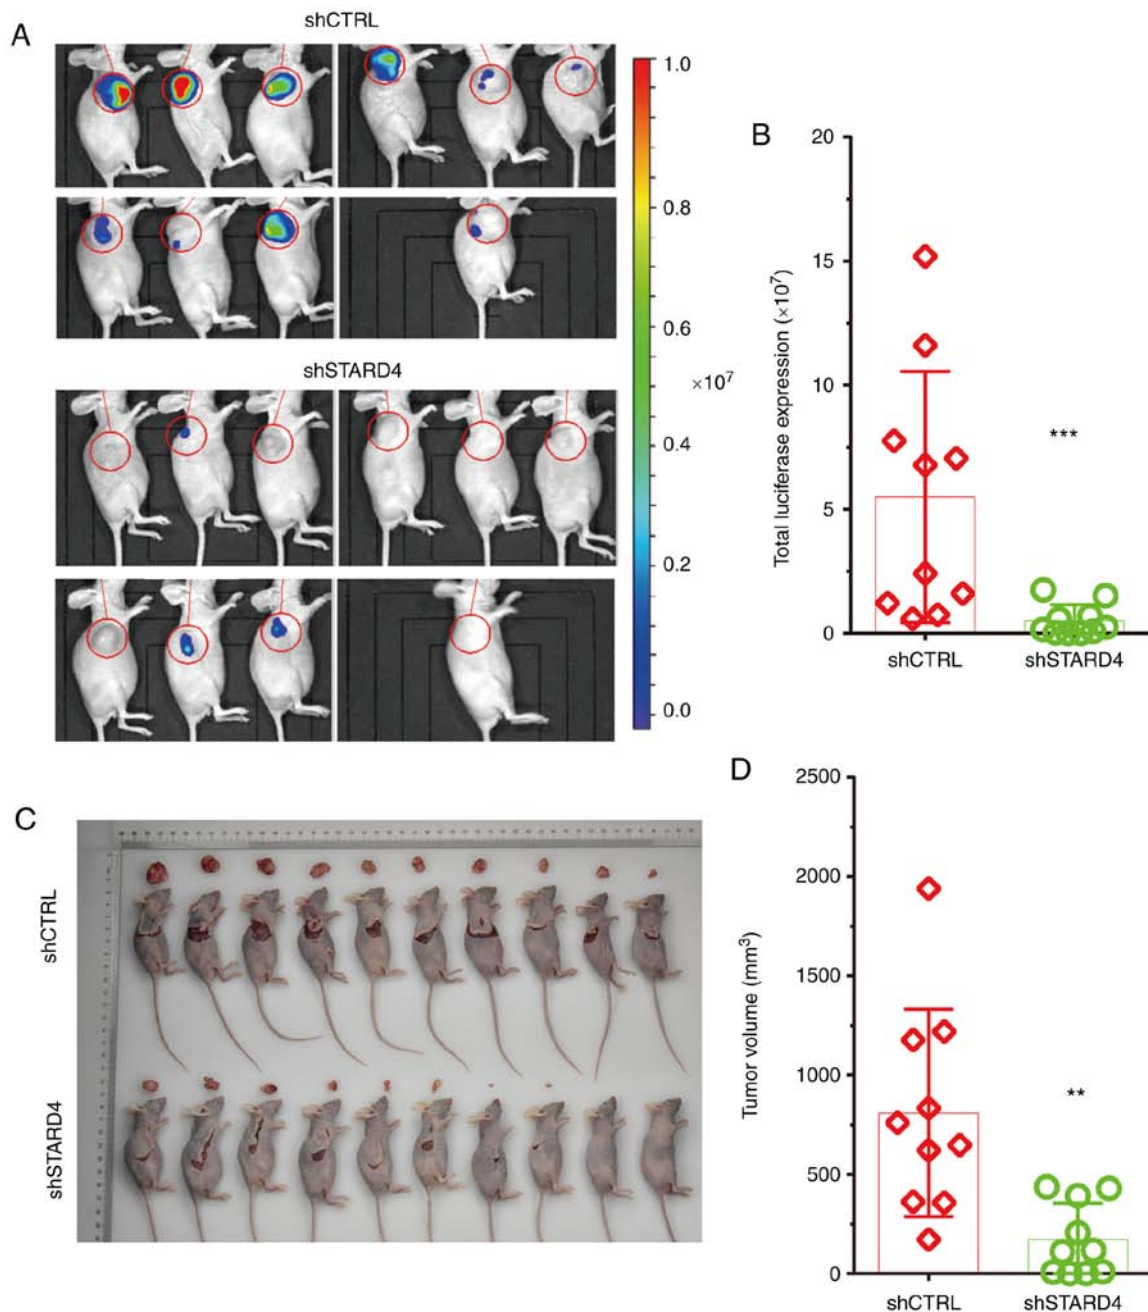 A
shCTRL
1.0
0.8
0.6
×10⁷
0.4
0.2
0.0
shSTARD4
B
Total luciferase expression (×10⁷)
20
15
10
5
0
***
shCTRL
shSTARD4
C
shCTRL
shSTARD4
D
Tumor volume (mm³)
2500
2000
1500
1000
500
0
**
shCTRL
shSTARD4